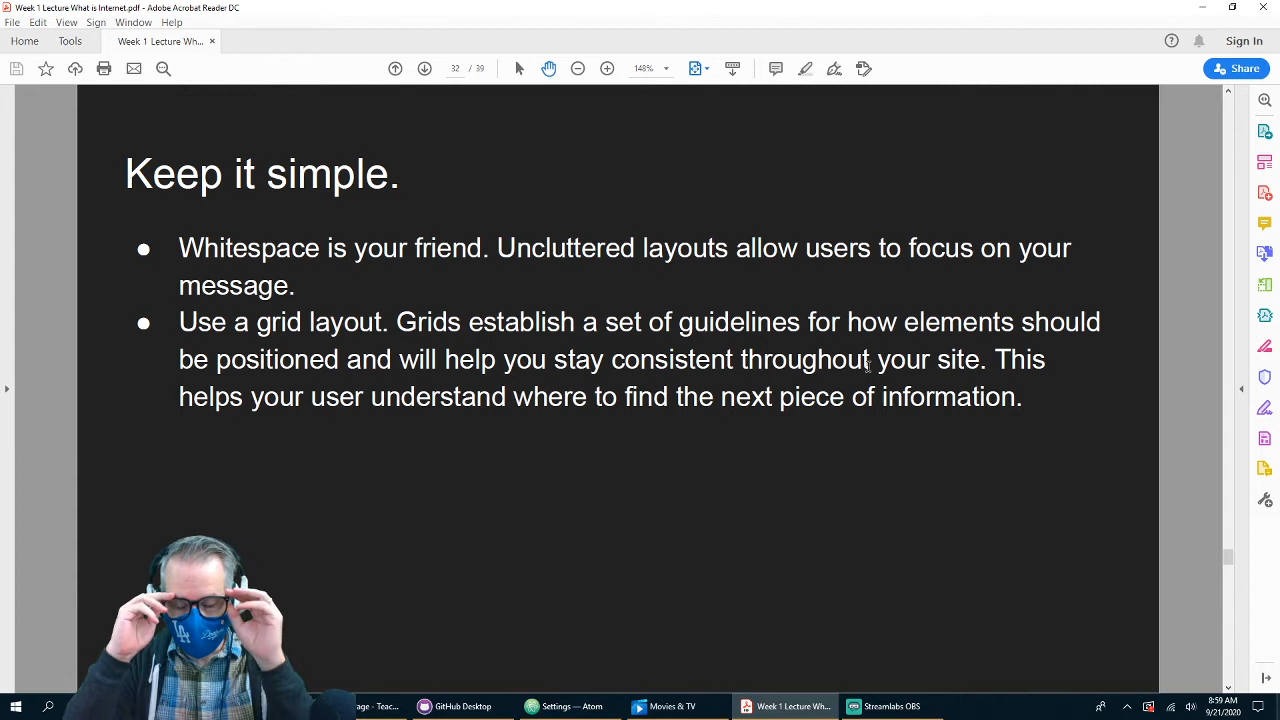 Week 1 Lecture What is Internet.pdf - Adobe Acrobat Reader DC
File Edit View Sign Window Help
Home Tools Week 1 Lecture Wh... × Sign In
32 / 39 148% Share
Keep it simple.
● Whitespace is your friend. Uncluttered layouts allow users to focus on your
message.
● Use a grid layout. Grids establish a set of guidelines for how elements should
be positioned and will help you stay consistent throughout your site. This
helps your user understand where to find the next piece of information.
LA
Dodgers
age - Teac... GitHub Desktop Settings — Atom Movies & TV Week 1 Lecture Wh... Streamlabs OBS
8:59 AM
9/21/2020